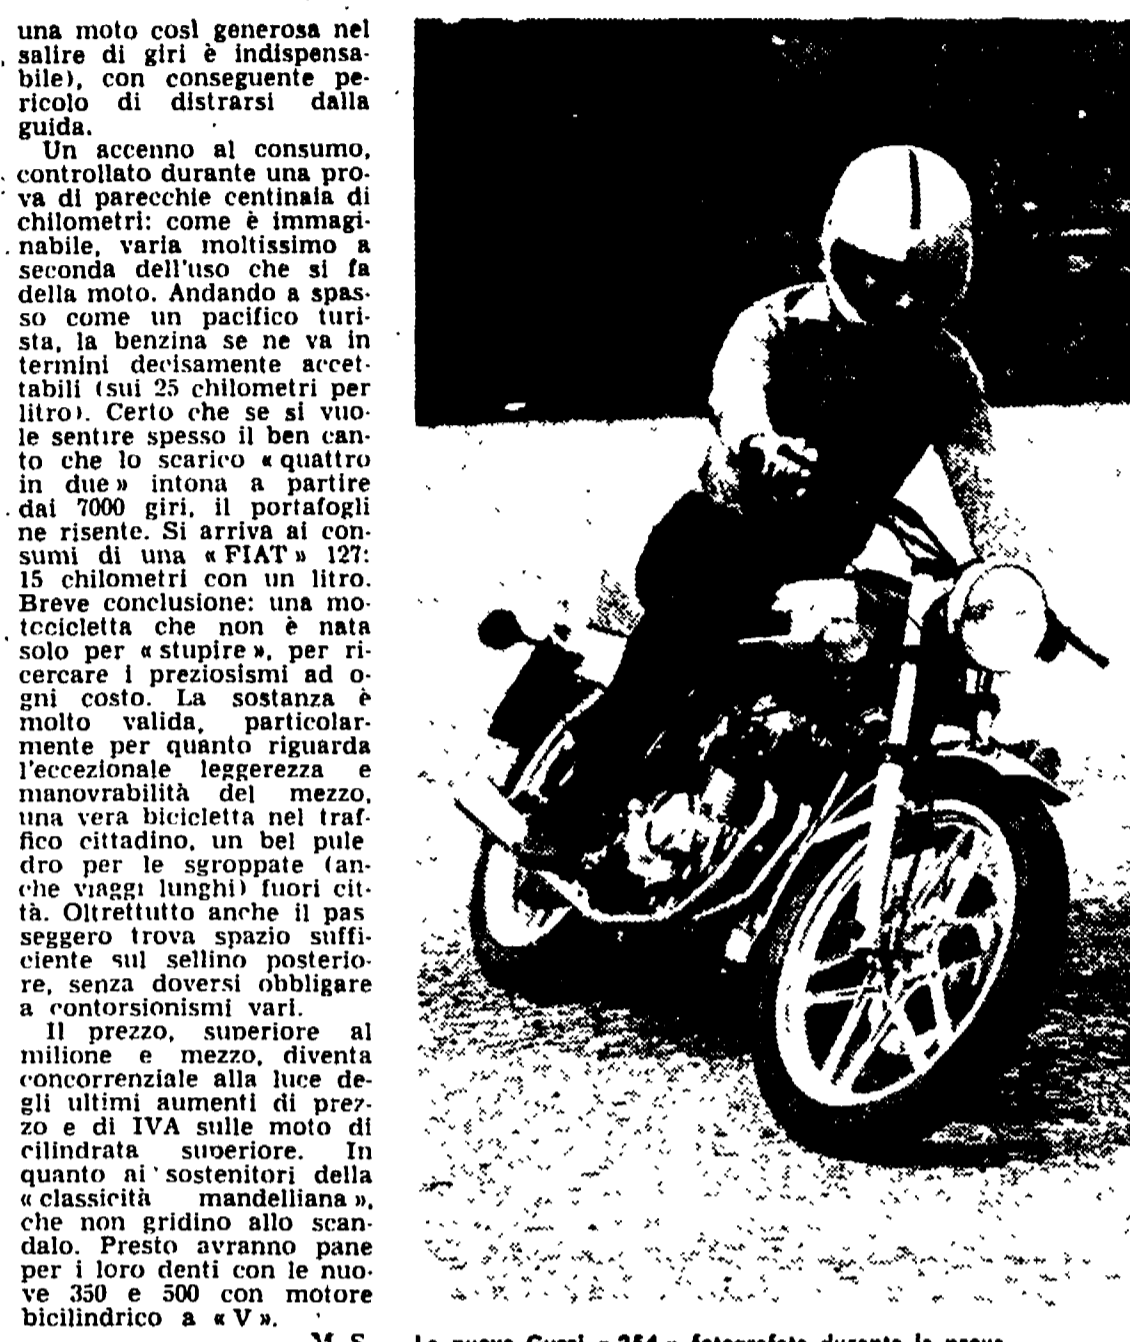 una moto così generosa nel
salire di giri è indispensa-
bile), con conseguente pe-
ricolo di distrarsi dalla
guida.
Un accenno al consumo,
controllato durante una pro-
va di parecchie centinaia di
chilometri: come è immagi-
nabile, varia moltissimo a
seconda dell'uso che si fa
della moto. Andando a spas-
so come un pacifico turi-
sta, la benzina se ne va in
termini decisamente accet-
tabili (sui 25 chilometri per
litro). Certo che se si vuo-
le sentire spesso il ben can-
to che lo scarico « quattro
in due » intona a partire
dai 7000 giri, il portafogli
ne risente. Si arriva ai con-
sumi di una « FIAT » 127:
15 chilometri con un litro.
Breve conclusione: una mo-
tocicletta che non è nata
solo per « stupire », per ri-
cercare i preziosismi ad o-
gni costo. La sostanza è
molto valida, particolar-
mente per quanto riguarda
l'eccezionale leggerezza e
manovrabilità del mezzo,
una vera bicicletta nel traf-
fico cittadino, un bel pule
dro per le sgroppate (an-
che viaggi lunghi) fuori cit-
tà. Oltrettutto anche il pas
seggero trova spazio suffi-
ciente sul sellino posterio-
re, senza doversi obbligare
a contorsionismi vari.
Il prezzo, superiore al
milione e mezzo, diventa
concorrenziale alla luce de-
gli ultimi aumenti di prez-
zo e di IVA sulle moto di
cilindrata superiore. In
quanto ai sostenitori della
« classicità mandelliana »,
che non gridino allo scan-
dalo. Presto avranno pane
per i loro denti con le nuo-
ve 350 e 500 con motore
bicilindrico a « V ».
M. S.
La nuova Guzzi « 254 » fotografata durante le prove